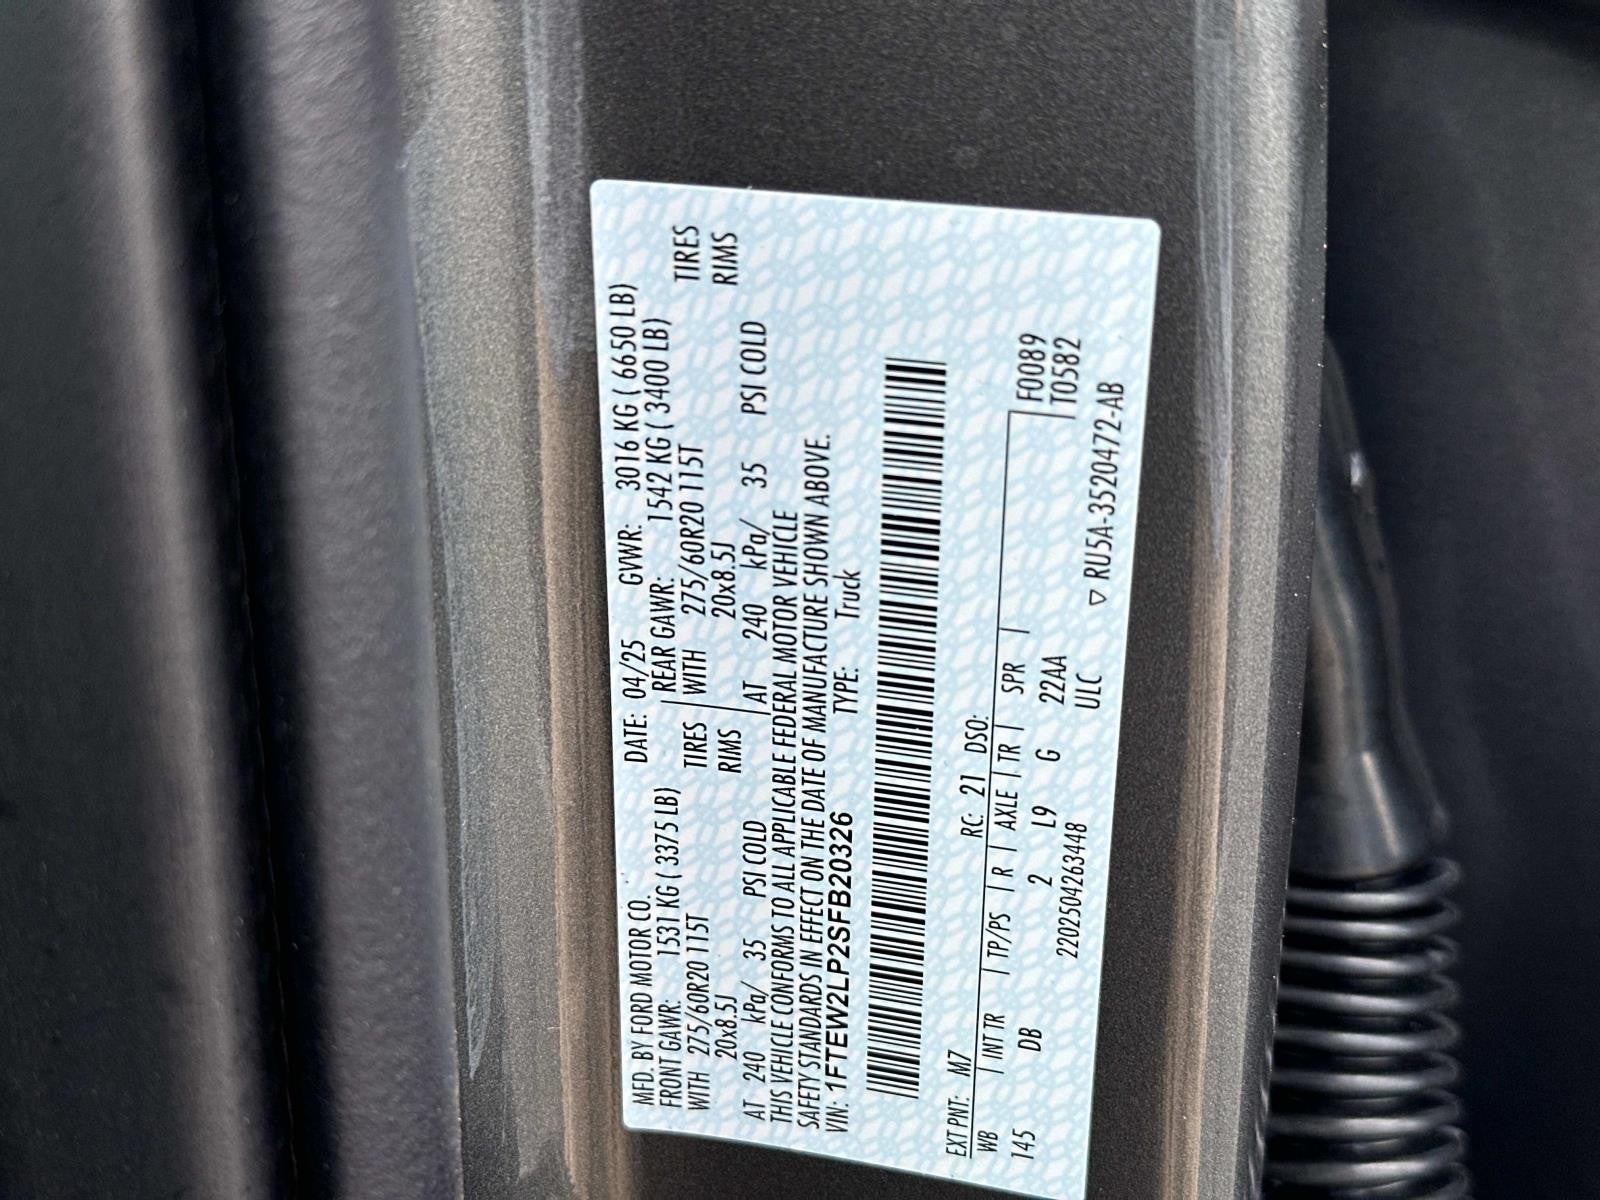 MFD. BY FORD MOTOR CO. DATE: 04/25 GVWR: 3016 KG ( 6650 LB)
FRONT GAWR: 1531 KG ( 3375 LB) REAR GAWR: 1542 KG ( 3400 LB)
WITH 275/60R20 115T TIRES WITH 275/60R20 115T TIRES
20x8.5J RIMS 20x8.5J RIMS
AT 240 kPa/ 35 PSI COLD AT 240 kPa/ 35 PSI COLD
THIS VEHICLE CONFORMS TO ALL APPLICABLE FEDERAL MOTOR VEHICLE
SAFETY STANDARDS IN EFFECT ON THE DATE OF MANUFACTURE SHOWN ABOVE.
VIN: 1FTEW2LP2SFB20326 TYPE: Truck
EXT PNT: M7 RC: 21 DSO:
WB | INT TR | TP/PS | R | AXLE | TR | SPR | F0089
145 DB 2 L9 G 22AA T0582
2202504263448 ULC
▽ RU5A-3520472-AB